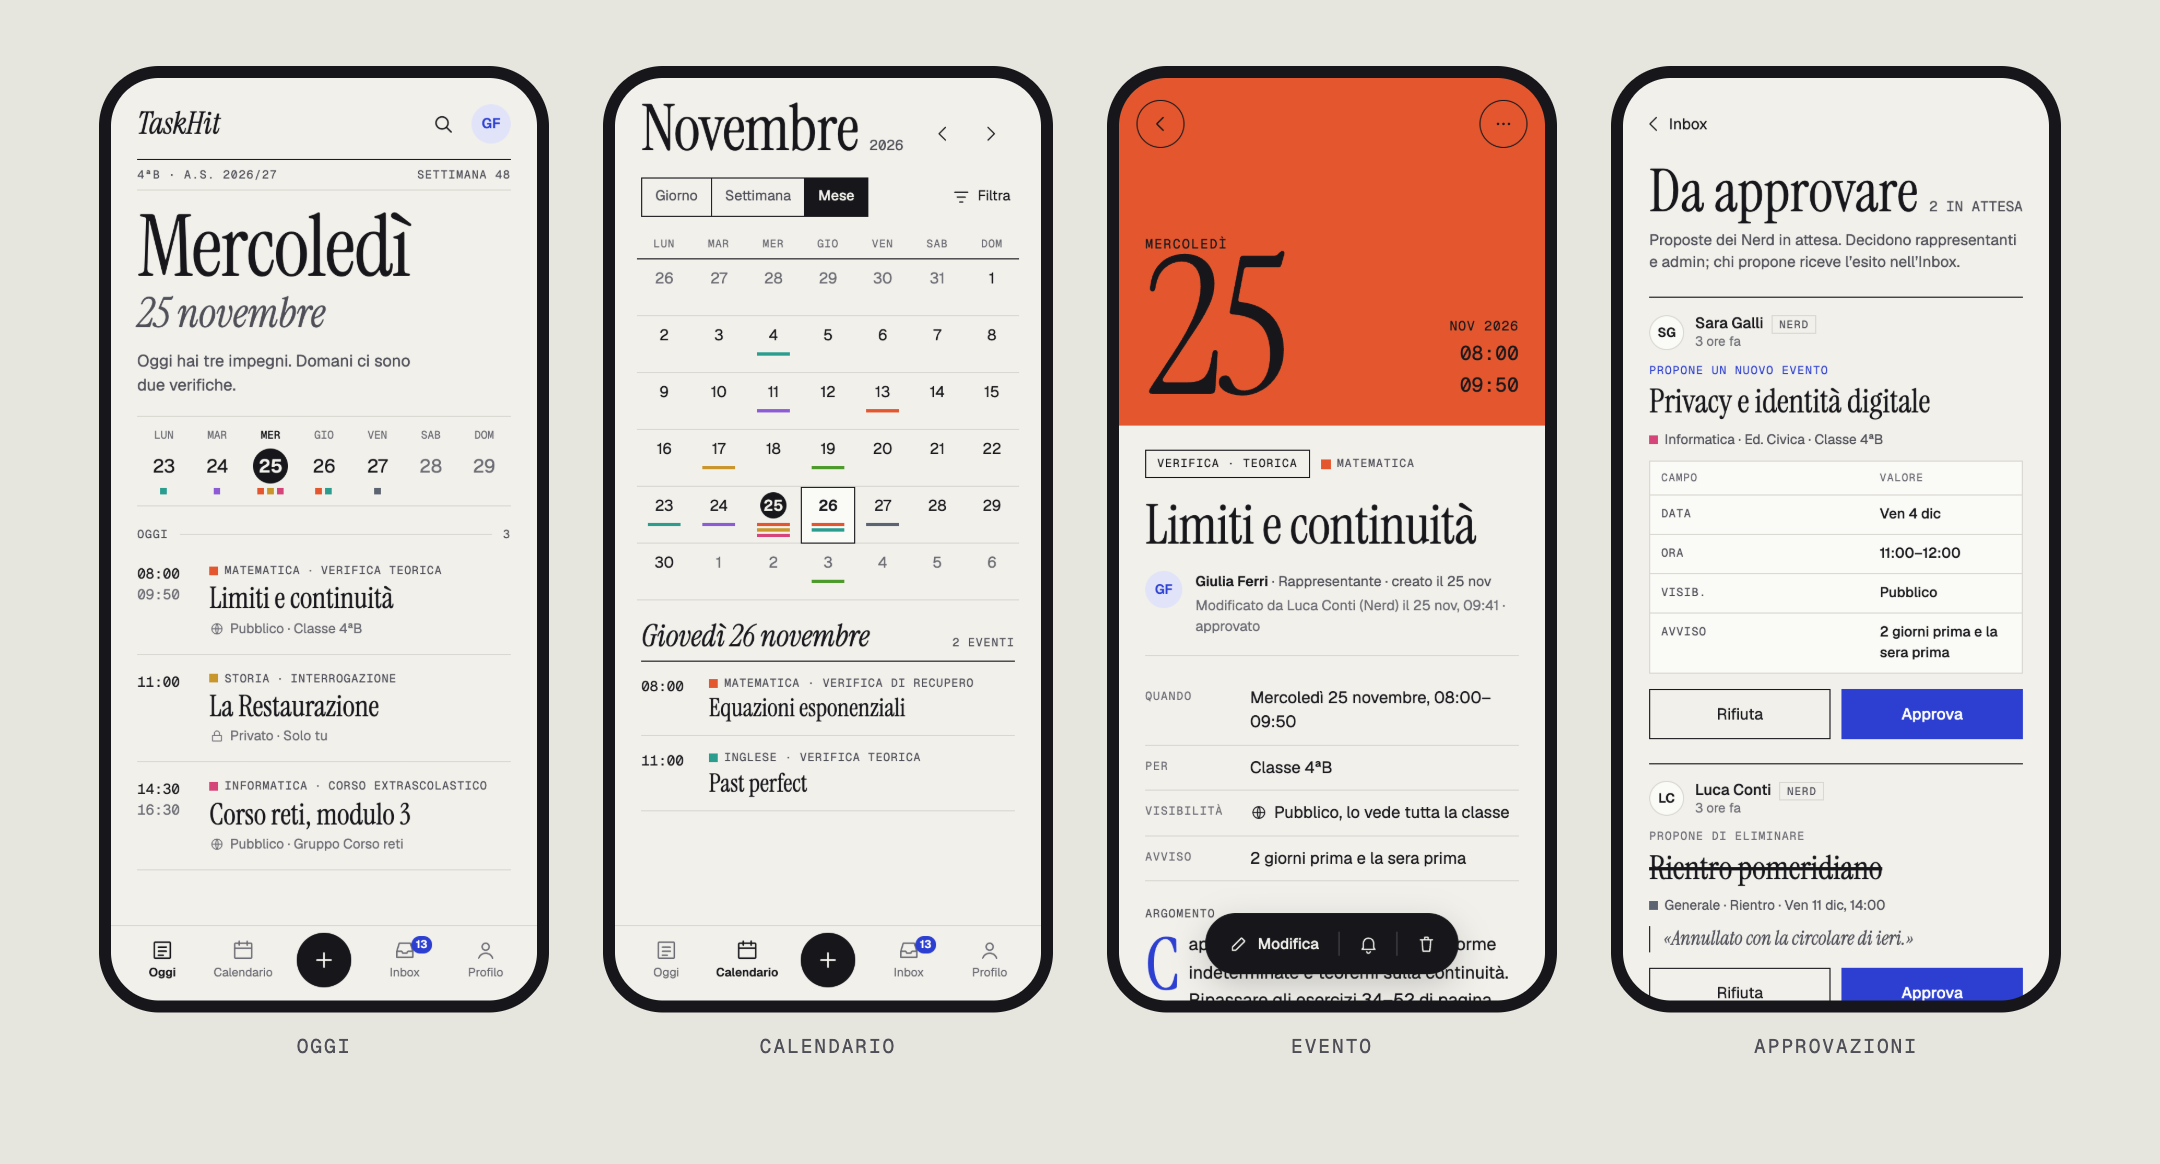 TaskHit
GF
4ªB · A.S. 2026/27
SETTIMANA 48
Mercoledì
25 novembre
Oggi hai tre impegni. Domani ci sono
due verifiche.
LUN MAR MER GIO VEN SAB DOM
23 24 25 26 27 28 29
OGGI
3
08:00
09:50
MATEMATICA · VERIFICA TEORICA
Limiti e continuità
Pubblico · Classe 4ªB
11:00
STORIA · INTERROGAZIONE
La Restaurazione
Privato · Solo tu
14:30
16:30
INFORMATICA · CORSO EXTRASCOLASTICO
Corso reti, modulo 3
Pubblico · Gruppo Corso reti
13
Oggi Calendario Inbox Profilo
OGGI
Novembre 2026
Giorno Settimana Mese
Filtra
LUN MAR MER GIO VEN SAB DOM
26 27 28 29 30 31 1
2 3 4 5 6 7 8
9 10 11 12 13 14 15
16 17 18 19 20 21 22
23 24 25 26 27 28 29
30 1 2 3 4 5 6
Giovedì 26 novembre
2 EVENTI
08:00
MATEMATICA · VERIFICA DI RECUPERO
Equazioni esponenziali
11:00
INGLESE · VERIFICA TEORICA
Past perfect
13
Oggi Calendario Inbox Profilo
CALENDARIO
MERCOLEDÌ
25
NOV 2026
08:00
09:50
VERIFICA · TEORICA
MATEMATICA
Limiti e continuità
GF
Giulia Ferri · Rappresentante · creato il 25 nov
Modificato da Luca Conti (Nerd) il 25 nov, 09:41 ·
approvato
QUANDO
Mercoledì 25 novembre, 08:00–
09:50
PER
Classe 4ªB
VISIBILITÀ
Pubblico, lo vede tutta la classe
AVVISO
2 giorni prima e la sera prima
ARGOMENTO
Modifica
continuità.
Ripassare gli esercizi 34–52 di pagina
EVENTO
Inbox
Da approvare
2 IN ATTESA
Proposte dei Nerd in attesa. Decidono rappresentanti
e admin; chi propone riceve l'esito nell'Inbox.
SG
Sara Galli NERD
3 ore fa
PROPONE UN NUOVO EVENTO
Privacy e identità digitale
Informatica · Ed. Civica · Classe 4ªB
CAMPO VALORE
DATA Ven 4 dic
ORA 11:00–12:00
VISIB. Pubblico
AVVISO 2 giorni prima e la
sera prima
Rifiuta Approva
LC
Luca Conti NERD
3 ore fa
PROPONE DI ELIMINARE
Rientro pomeridiano
Generale · Rientro · Ven 11 dic, 14:00
«Annullato con la circolare di ieri.»
Rifiuta Approva
APPROVAZIONI